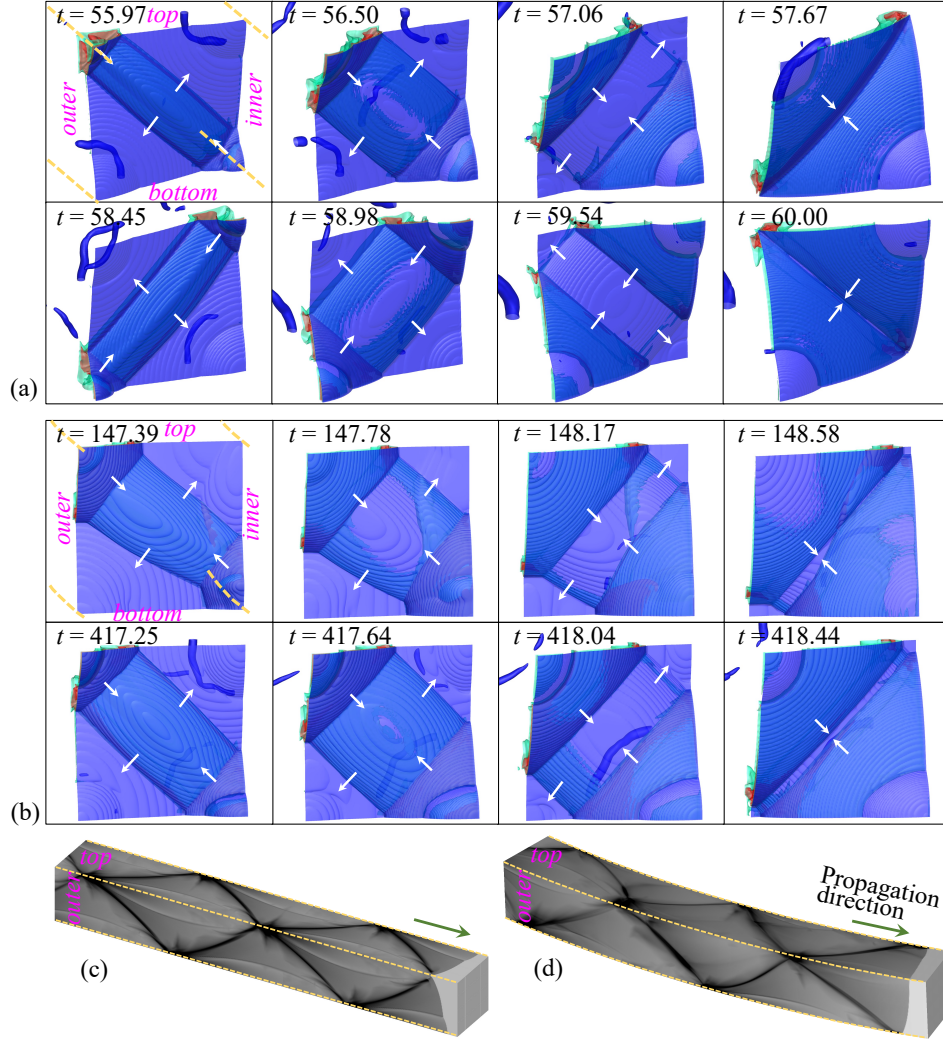 t = 55.97
top
t = 56.50
t = 57.06
t = 57.67
outer
inner
bottom
t = 58.45
t = 58.98
t = 59.54
t = 60.00
(a)
t = 147.39
top
t = 147.78
t = 148.17
t = 148.58
outer
inner
bottom
t = 417.25
t = 417.64
t = 418.04
t = 418.44
(b)
top
outer
(c)
top
outer
Propagation
direction
(d)